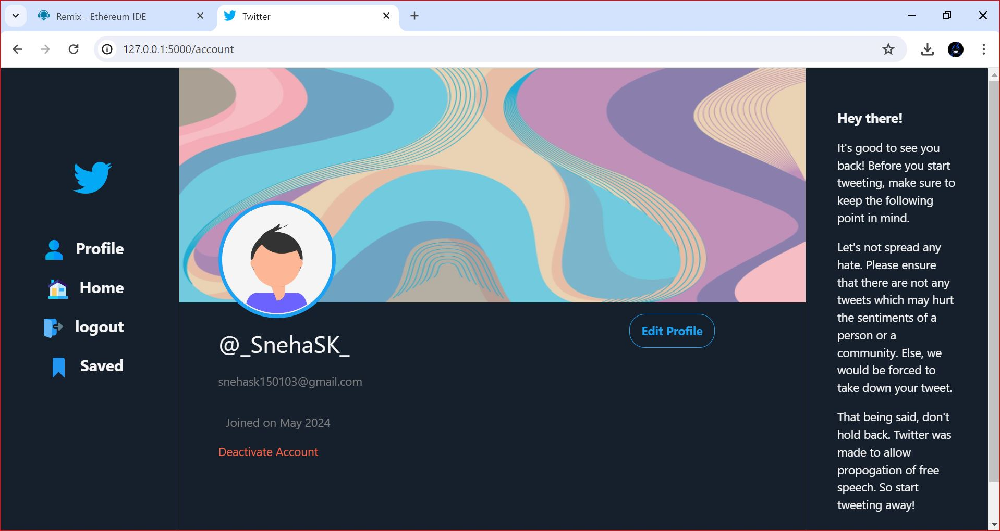 Remix - Ethereum IDE
Twitter
127.0.0.1:5000/account
Profile
Home
logout
Saved
@_SnehaSK_
snehask150103@gmail.com
Joined on May 2024
Deactivate Account
Edit Profile
Hey there!
It's good to see you
back! Before you start
tweeting, make sure to
keep the following
point in mind.
Let's not spread any
hate. Please ensure
that there are not any
tweets which may hurt
the sentiments of a
person or a
community. Else, we
would be forced to
take down your tweet.
That being said, don't
hold back. Twitter was
made to allow
propogation of free
speech. So start
tweeting away!